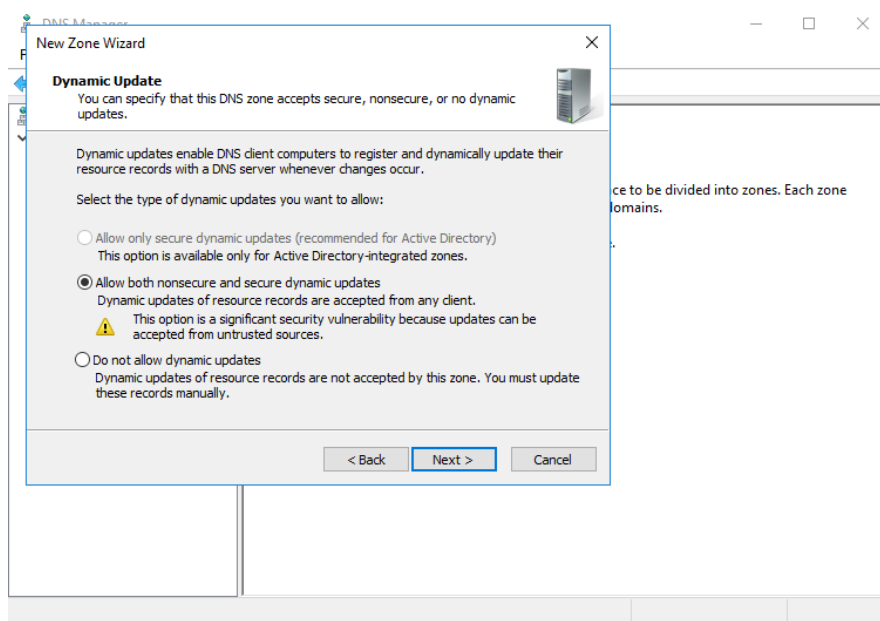 DNS Manager
New Zone Wizard
Dynamic Update
You can specify that this DNS zone accepts secure, nonsecure, or no dynamic
updates.
Dynamic updates enable DNS client computers to register and dynamically update their
resource records with a DNS server whenever changes occur.
Select the type of dynamic updates you want to allow:
Allow only secure dynamic updates (recommended for Active Directory)
This option is available only for Active Directory-integrated zones.
Allow both nonsecure and secure dynamic updates
Dynamic updates of resource records are accepted from any client.
This option is a significant security vulnerability because updates can be
accepted from untrusted sources.
Do not allow dynamic updates
Dynamic updates of resource records are not accepted by this zone. You must update
these records manually.
< Back
Next >
Cancel
to be divided into zones. Each zone